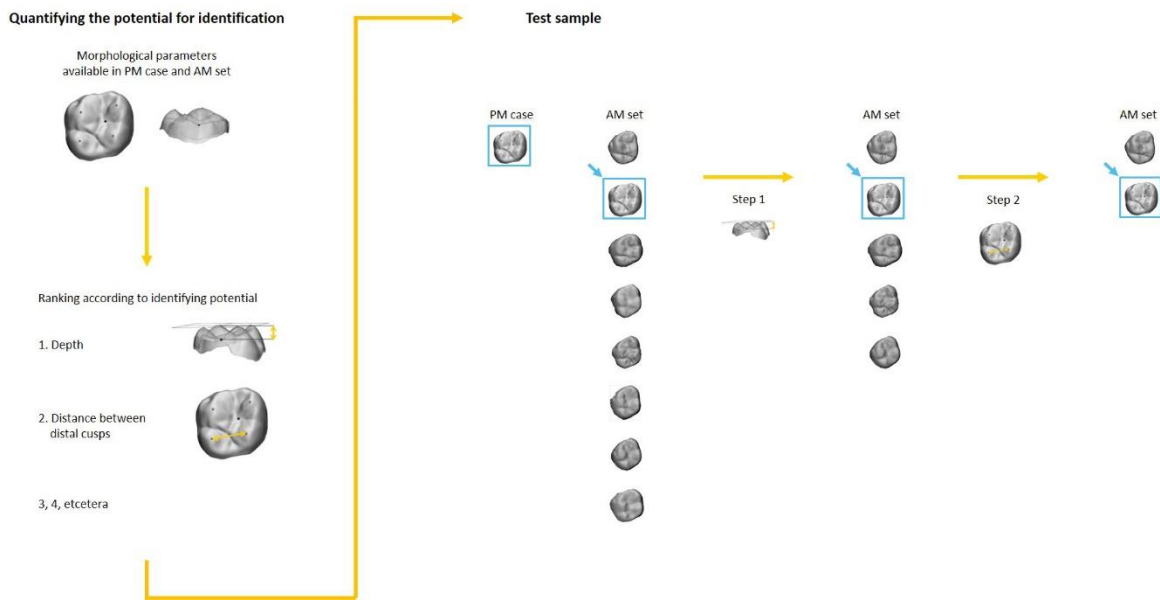 Quantifying the potential for identification
Morphological parameters
available in PM case and AM set
Ranking according to identifying potential
1. Depth
2. Distance between
distal cusps
3, 4, etcetera
Test sample
PM case
AM set
Step 1
AM set
Step 2
AM set